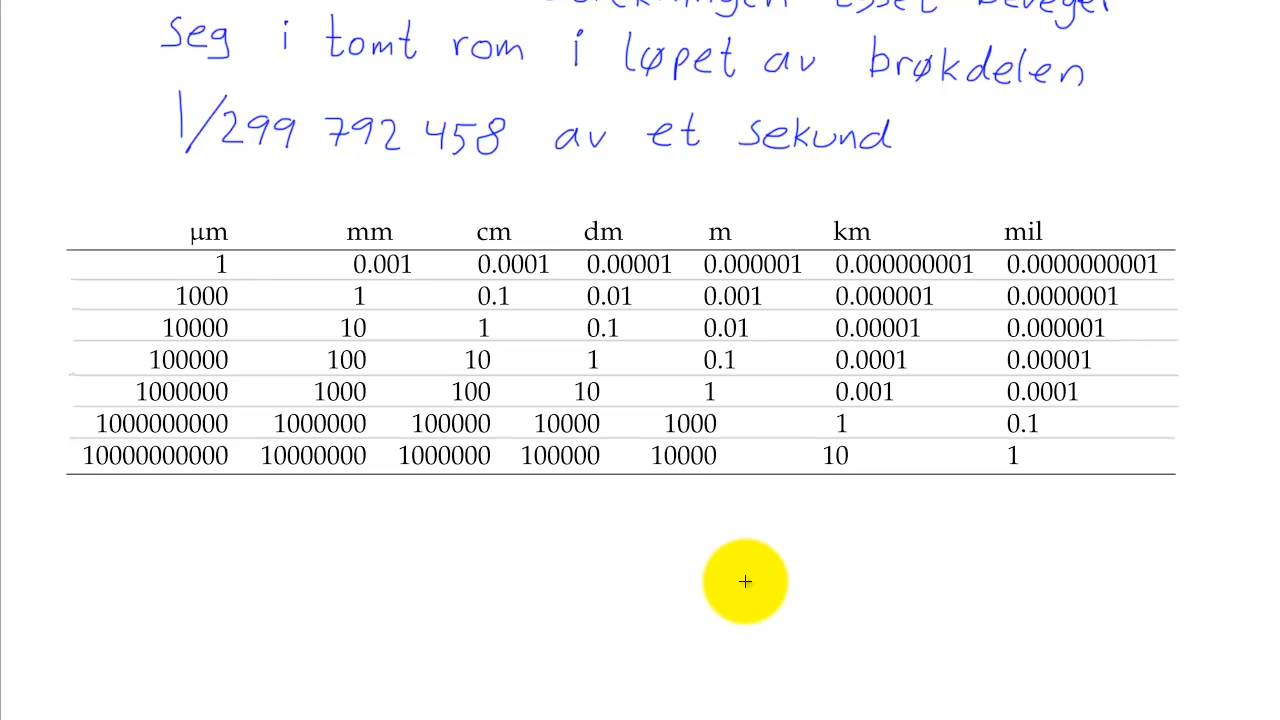 lyset beveger
seg i tomt rom i løpet av brøkdelen
1/299 792 458 av et sekund
µm mm cm dm m km mil
1 0.001 0.0001 0.00001 0.000001 0.000000001 0.0000000001
1000 1 0.1 0.01 0.001 0.000001 0.0000001
10000 10 1 0.1 0.01 0.00001 0.000001
100000 100 10 1 0.1 0.0001 0.00001
1000000 1000 100 10 1 0.001 0.0001
1000000000 1000000 100000 10000 1000 1 0.1
10000000000 10000000 1000000 100000 10000 10 1